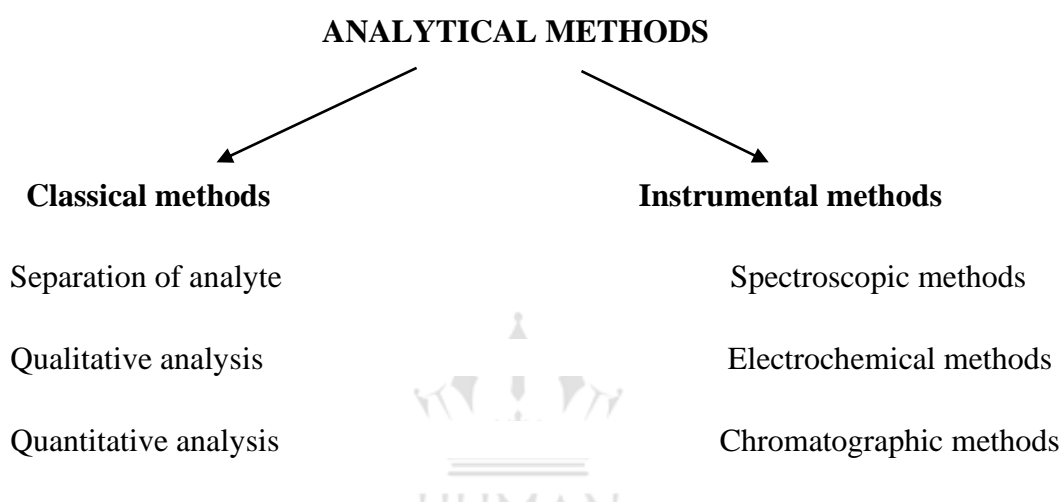 ANALYTICAL METHODS
Classical methods
Instrumental methods
Separation of analyte
Spectroscopic methods
Qualitative analysis
Electrochemical methods
Quantitative analysis
Chromatographic methods
HUMAN